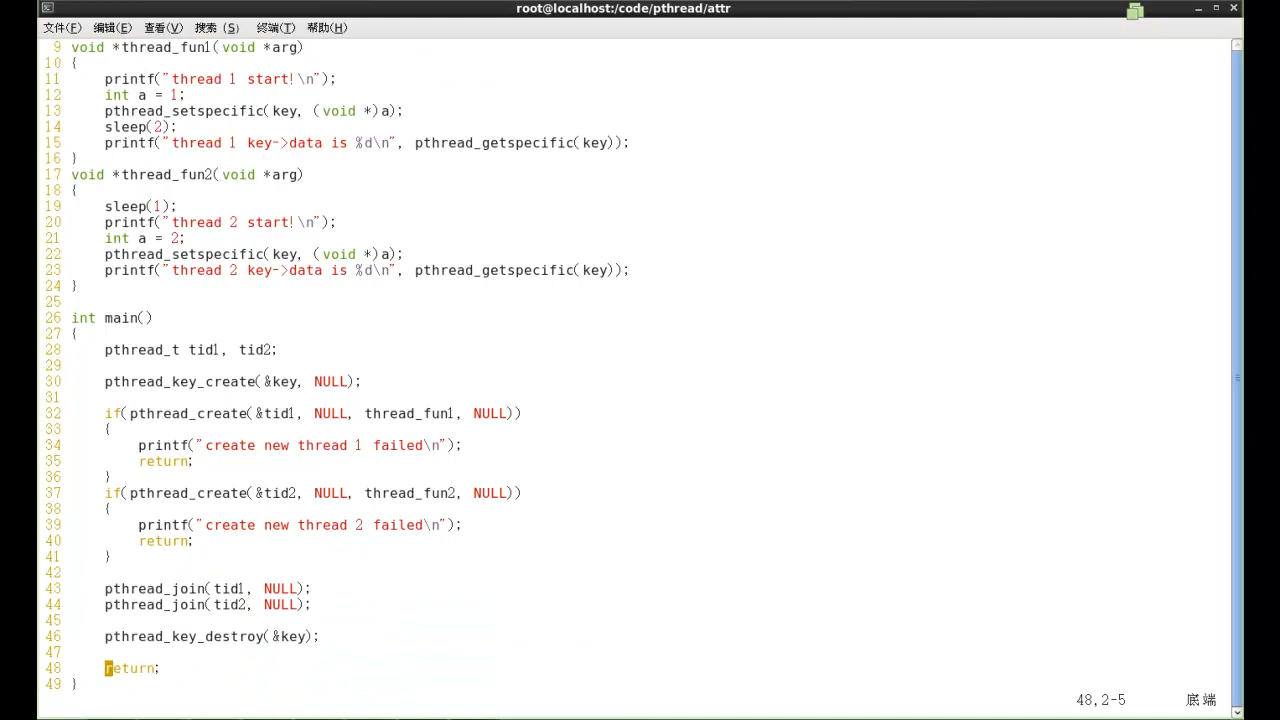 root@localhost:/code/pthread/attr
文件(F) 编辑(E) 查看(V) 搜索 (S) 终端(T) 帮助(H)
9 void *thread_fun1(void *arg)
10 {
11     printf("thread 1 start!\n");
12     int a = 1;
13     pthread_setspecific(key, (void *)a);
14     sleep(2);
15     printf("thread 1 key->data is %d\n", pthread_getspecific(key));
16 }
17 void *thread_fun2(void *arg)
18 {
19     sleep(1);
20     printf("thread 2 start!\n");
21     int a = 2;
22     pthread_setspecific(key, (void *)a);
23     printf("thread 2 key->data is %d\n", pthread_getspecific(key));
24 }
25
26 int main()
27 {
28     pthread_t tid1, tid2;
29
30     pthread_key_create(&key, NULL);
31
32     if(pthread_create(&tid1, NULL, thread_fun1, NULL))
33     {
34         printf("create new thread 1 failed\n");
35         return;
36     }
37     if(pthread_create(&tid2, NULL, thread_fun2, NULL))
38     {
39         printf("create new thread 2 failed\n");
40         return;
41     }
42
43     pthread_join(tid1, NULL);
44     pthread_join(tid2, NULL);
45
46     pthread_key_destroy(&key);
47
48     return;
49 }
48,2-5 底端